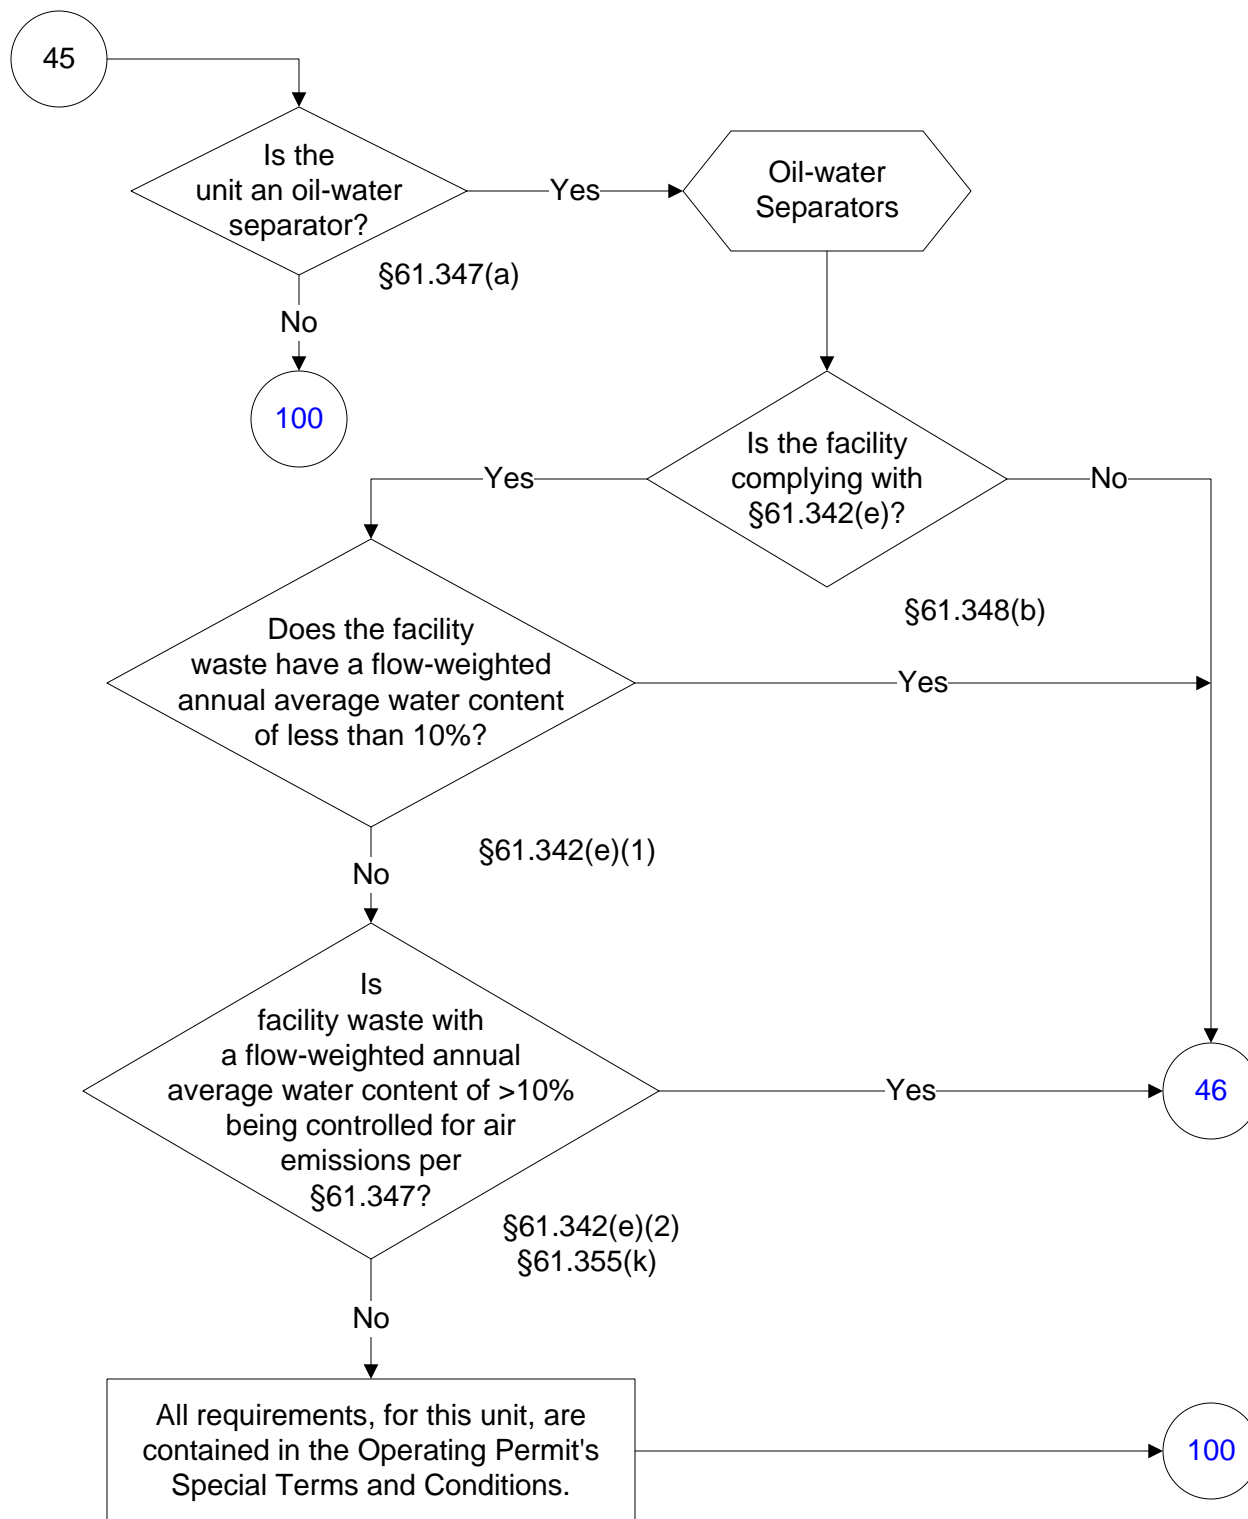 45
Is the
unit an oil-water
separator?
Yes
Oil-water
Separators
§61.347(a)
No
100
Is the facility
complying with
§61.342(e)?
Yes
No
§61.348(b)
Does the facility
waste have a flow-weighted
annual average water content
of less than 10%?
Yes
§61.342(e)(1)
No
Is
facility waste with
a flow-weighted annual
average water content of >10%
being controlled for air
emissions per
§61.347?
Yes
46
§61.342(e)(2)
§61.355(k)
No
All requirements, for this unit, are
contained in the Operating Permit's
Special Terms and Conditions.
100